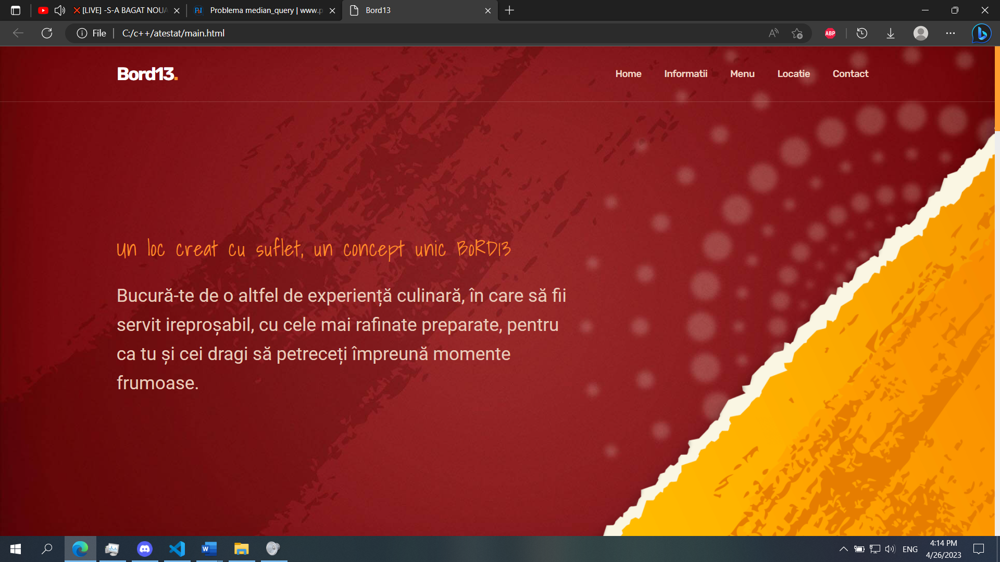 [LIVE] -S-A BAGAT NOUA
Problema median_query | www.p
Bord13
File
C:/c++/atestat/main.html
ABP
Bord13.
Home
Informatii
Menu
Locatie
Contact
Un loc creat cu suflet, un concept unic BoRD13
Bucură-te de o altfel de experiență culinară, în care să fii
servit ireproșabil, cu cele mai rafinate preparate, pentru
ca tu și cei dragi să petreceți împreună momente
frumoase.
ENG
4:14 PM
4/26/2023